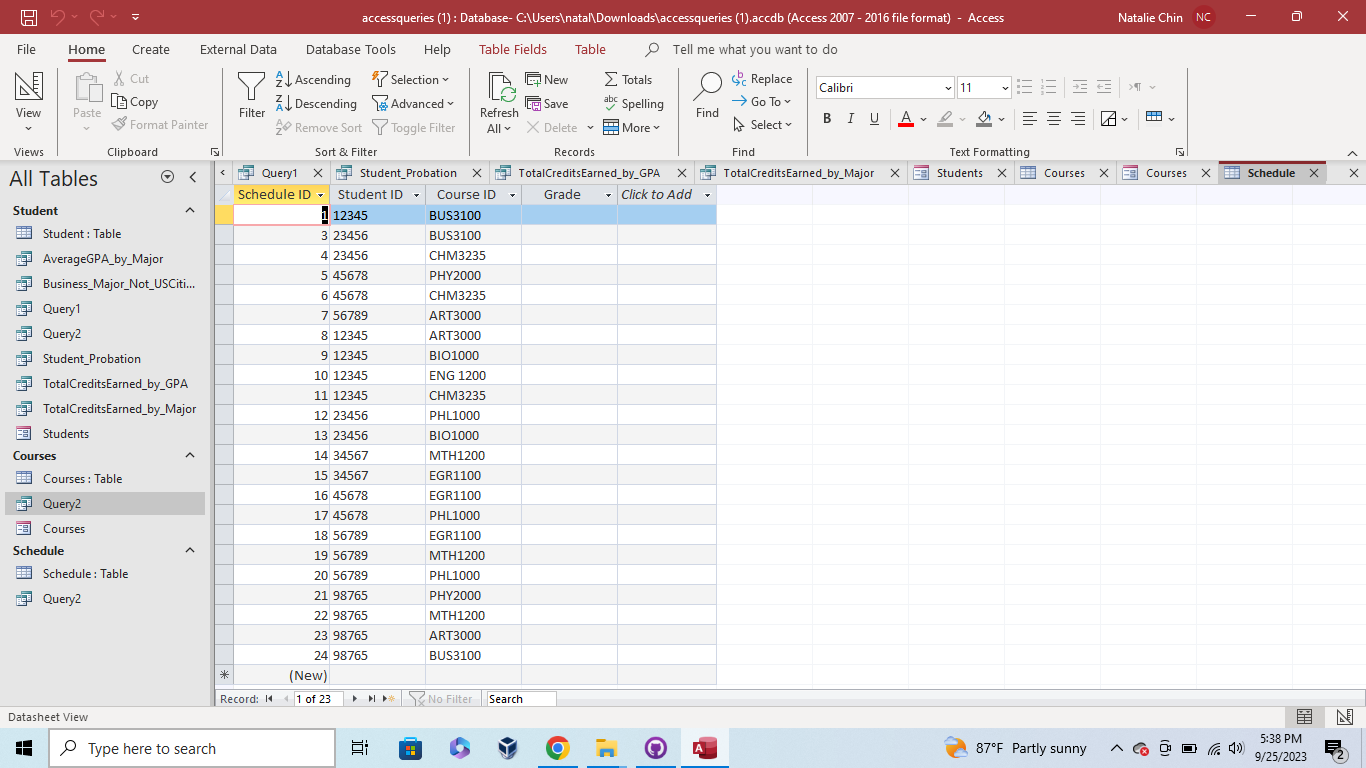 accessqueries (1) : Database- C:\Users\natal\Downloads\accessqueries (1).accdb (Access 2007 - 2016 file format) - Access Natalie Chin NC
File Home Create External Data Database Tools Help Table Fields Table Tell me what you want to do
View
Views
Paste
Cut
Copy
Format Painter
Clipboard
Filter
Ascending
Descending
Remove Sort
Selection
Advanced
Toggle Filter
Sort & Filter
Refresh
All
New
Save
Delete
Totals
Spelling
More
Records
Find
Replace
Go To
Select
Find
Calibri 11
B I U A
Text Formatting
All Tables
Student
Student : Table
AverageGPA_by_Major
Business_Major_Not_USCiti...
Query1
Query2
Student_Probation
TotalCreditsEarned_by_GPA
TotalCreditsEarned_by_Major
Students
Courses
Courses : Table
Query2
Courses
Schedule
Schedule : Table
Query2
Query1 Student_Probation TotalCreditsEarned_by_GPA TotalCreditsEarned_by_Major Students Courses Courses Schedule
Schedule ID Student ID Course ID Grade Click to Add
1 12345 BUS3100
3 23456 BUS3100
4 23456 CHM3235
5 45678 PHY2000
6 45678 CHM3235
7 56789 ART3000
8 12345 ART3000
9 12345 BIO1000
10 12345 ENG 1200
11 12345 CHM3235
12 23456 PHL1000
13 23456 BIO1000
14 34567 MTH1200
15 34567 EGR1100
16 45678 EGR1100
17 45678 PHL1000
18 56789 EGR1100
19 56789 MTH1200
20 56789 PHL1000
21 98765 PHY2000
22 98765 MTH1200
23 98765 ART3000
24 98765 BUS3100
(New)
Record: 1 of 23 No Filter Search
Datasheet View
Type here to search
87°F Partly sunny
5:38 PM
9/25/2023
2